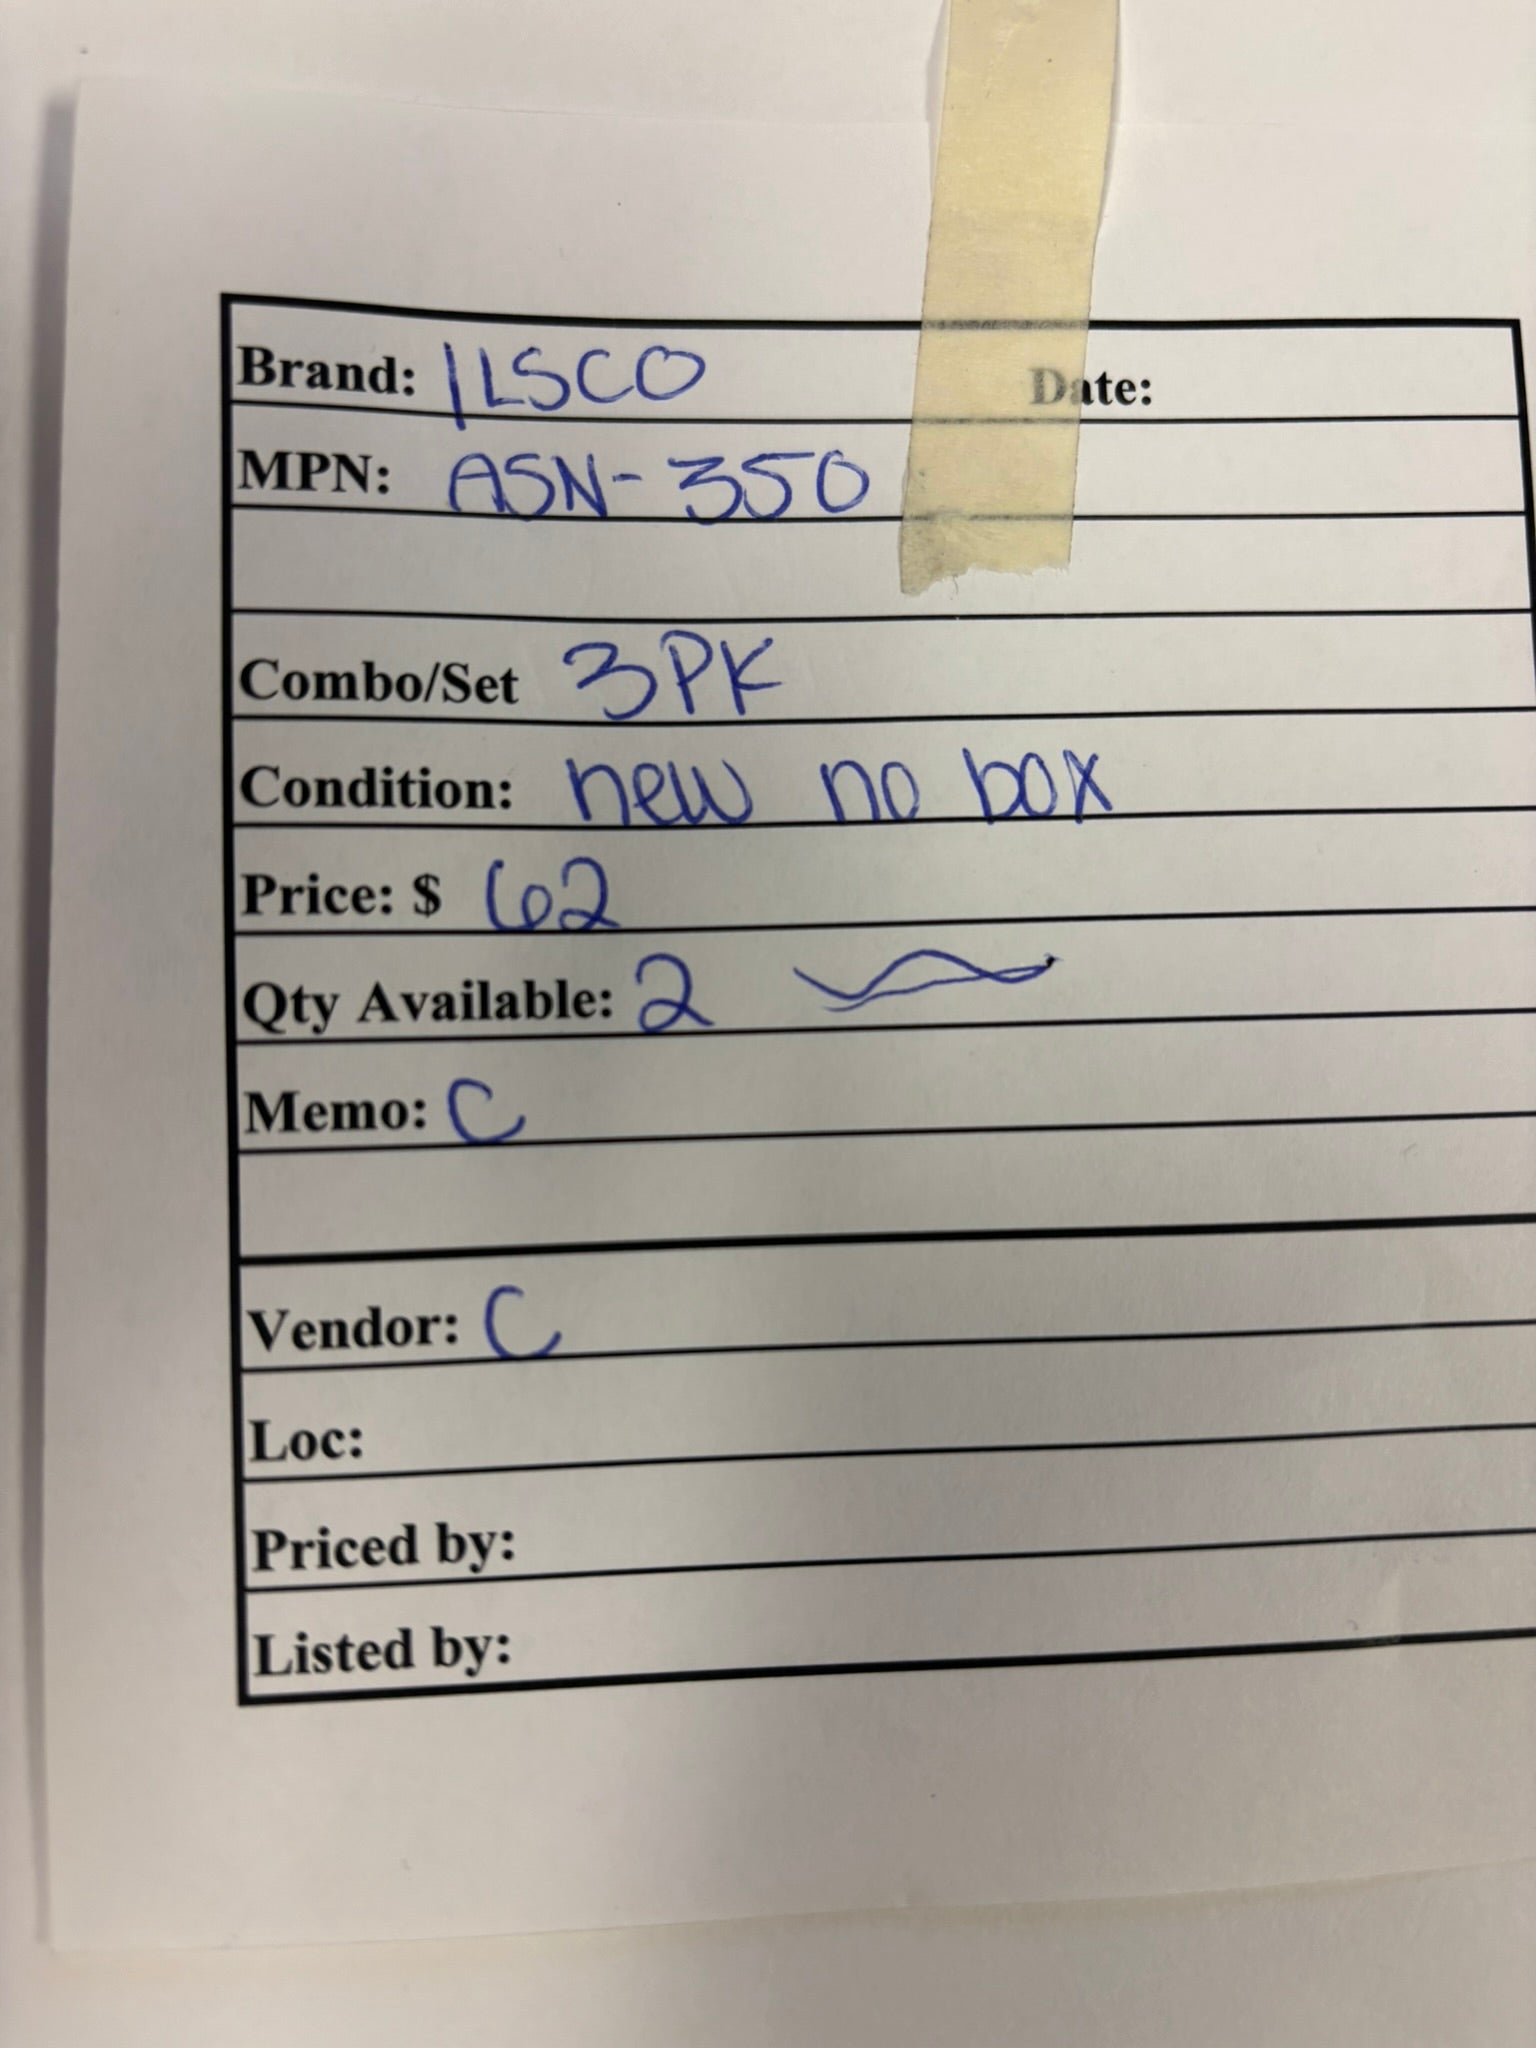 Brand: ILSCO Date:
MPN: ASN-350
Combo/Set 3PK
Condition: new no box
Price: $ 62
Qty Available: 2
Memo: C
Vendor: C
Loc:
Priced by:
Listed by: